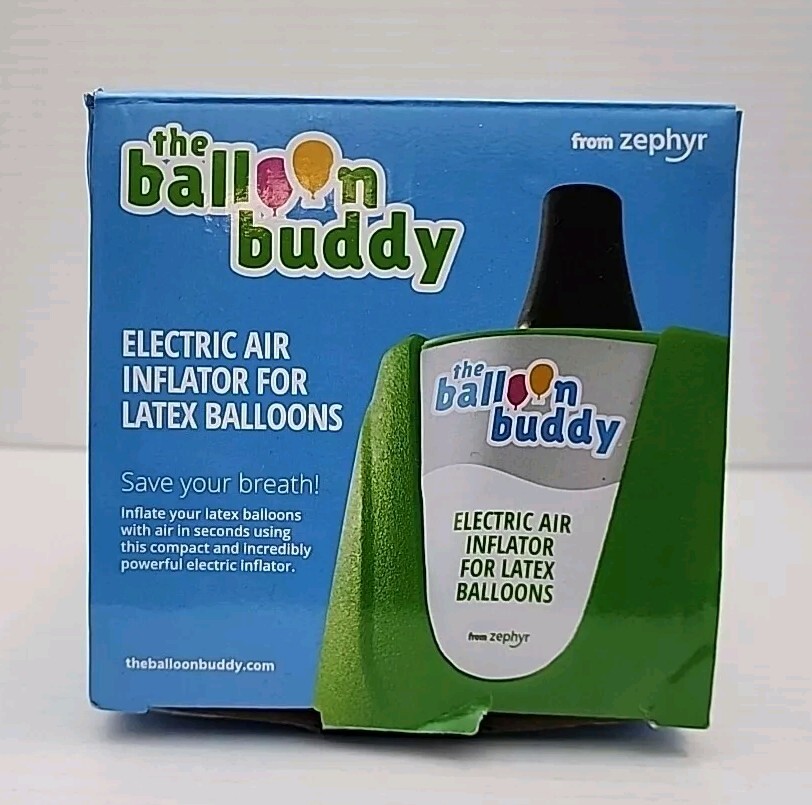 the
balloon
buddy
from zephyr
ELECTRIC AIR
INFLATOR FOR
LATEX BALLOONS
Save your breath!
Inflate your latex balloons
with air in seconds using
this compact and incredibly
powerful electric inflator.
theballoonbuddy.com
the
balloon
buddy
ELECTRIC AIR
INFLATOR
FOR LATEX
BALLOONS
from zephyr